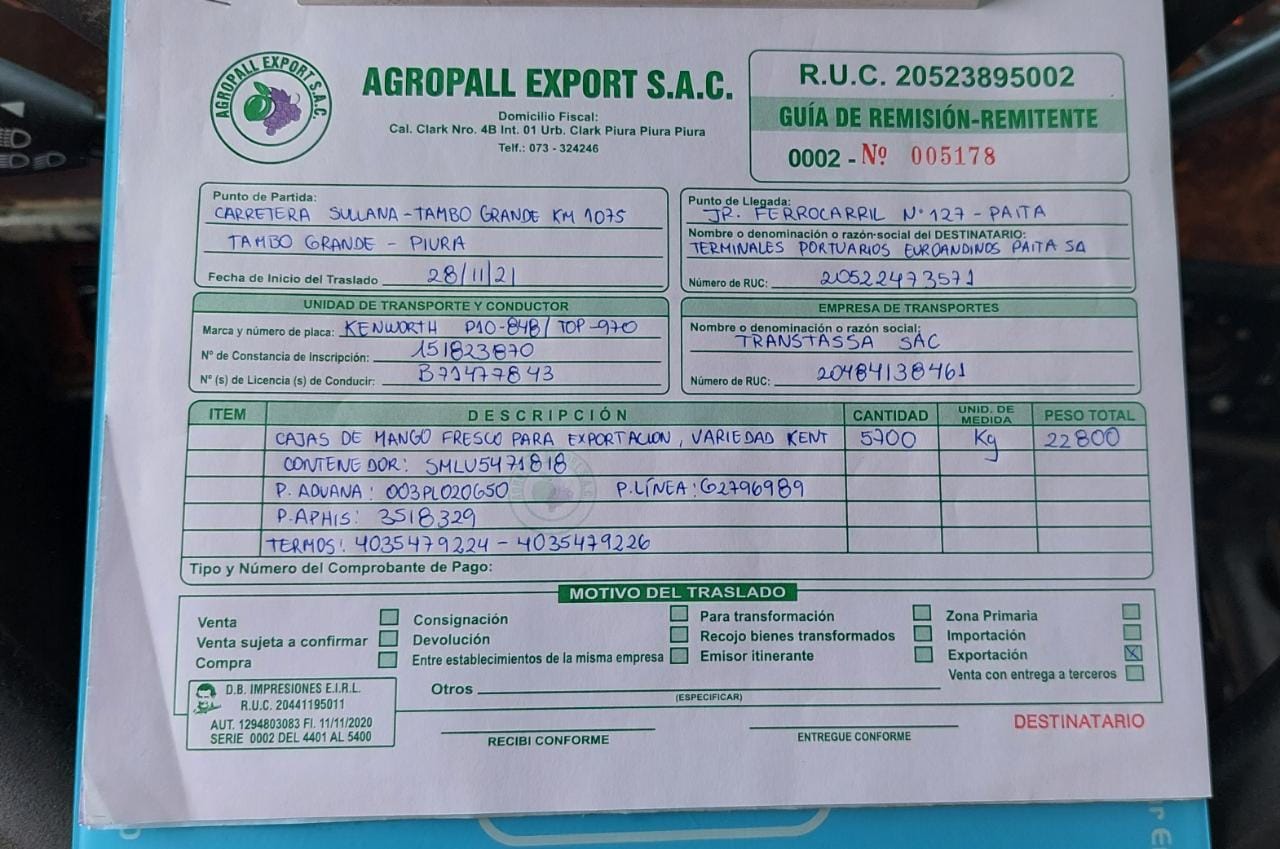 AGROPALL EXPORT S.A.C.
AGROPALL EXPORT S.A.C.
Domicilio Fiscal:
Cal. Clark Nro. 4B Int. 01 Urb. Clark Piura Piura Piura
Telf.: 073 - 324246
R.U.C. 20523895002
GUÍA DE REMISIÓN-REMITENTE
0002 - Nº 005178
Punto de Partida:
CARRETERA SULLANA-TAMBO GRANDE KM 1075
TAMBO GRANDE - PIURA
Fecha de Inicio del Traslado 28/11/21
Punto de Llegada:
JR. FERROCARRIL Nº 127 - PAITA
Nombre o denominación o razón social del DESTINATARIO:
TERMINALES PORTUARIOS EUROANDINOS PAITA SA
Número de RUC: 20522473571
UNIDAD DE TRANSPORTE Y CONDUCTOR
Marca y número de placa: KENWORTH P10-848/ TOP-970
Nº de Constancia de Inscripción: 151823870
Nº (s) de Licencia (s) de Conducir: B71477843
EMPRESA DE TRANSPORTES
Nombre o denominación o razón social:
TRANSTASSA SAC
Número de RUC: 20484138461
ITEM DESCRIPCIÓN CANTIDAD UNID. DE MEDIDA PESO TOTAL
CAJAS DE MANGO FRESCO PARA EXPORTACION, VARIEDAD KENT 5700 Kg 22800
CONTENEDOR: SMLU5471818
P. ADUANA: 003PL020650 P.LÍNEA: 62796989
P.APHIS: 3518329
TERMOS: 4035479224 - 4035479226
Tipo y Número del Comprobante de Pago:
MOTIVO DEL TRASLADO
Venta
Venta sujeta a confirmar
Compra
Consignación
Devolución
Entre establecimientos de la misma empresa
Para transformación
Recojo bienes transformados
Emisor itinerante
Zona Primaria
Importación
Exportación X
Venta con entrega a terceros
Otros
(ESPECIFICAR)
D.B. IMPRESIONES E.I.R.L.
R.U.C. 20441195011
AUT. 1294803083 FI. 11/11/2020
SERIE 0002 DEL 4401 AL 5400
RECIBI CONFORME
ENTREGUE CONFORME
DESTINATARIO